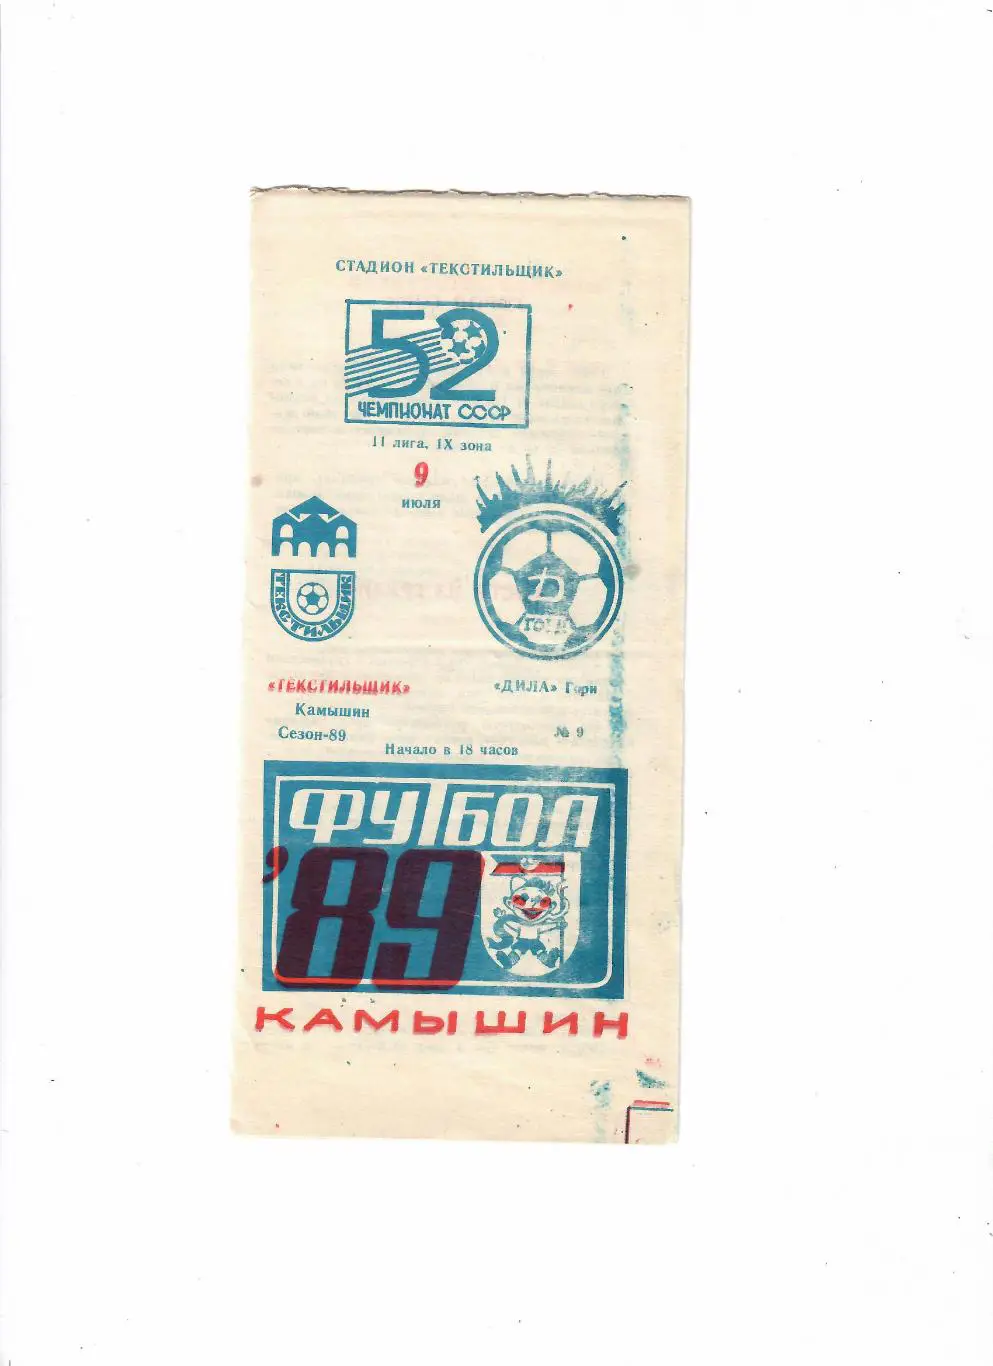 СТАДИОН «ТЕКСТИЛЬЩИК»
52
ЧЕМПИОНАТ СССР
II лига, IX зона
9
июля
ТЕКСТИЛЬЩИК
Д
«ТЕКСТИЛЬЩИК»
Камышин
Сезон-89
«ДИЛА» Гори
№ 9
Начало в 18 часов
ФУТБОЛ
'89
КАМЫШИН